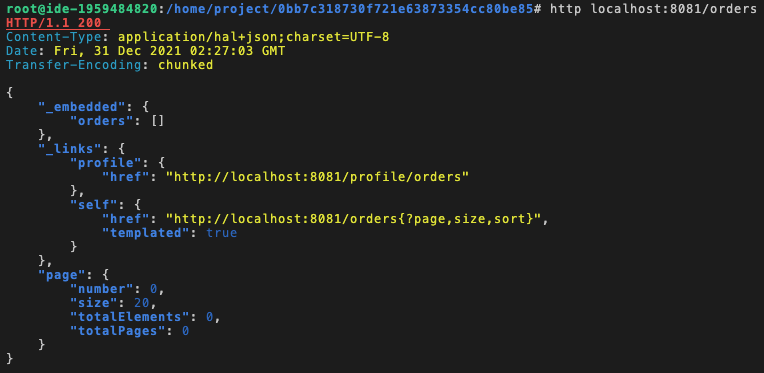 root@ide-1959484820:/home/project/0bb7c318730f721e63873354cc80be85# http localhost:8081/orders
HTTP/1.1 200
Content-Type: application/hal+json;charset=UTF-8
Date: Fri, 31 Dec 2021 02:27:03 GMT
Transfer-Encoding: chunked

{
    "_embedded": {
        "orders": []
    },
    "_links": {
        "profile": {
            "href": "http://localhost:8081/profile/orders"
        },
        "self": {
            "href": "http://localhost:8081/orders{?page,size,sort}",
            "templated": true
        }
    },
    "page": {
        "number": 0,
        "size": 20,
        "totalElements": 0,
        "totalPages": 0
    }
}